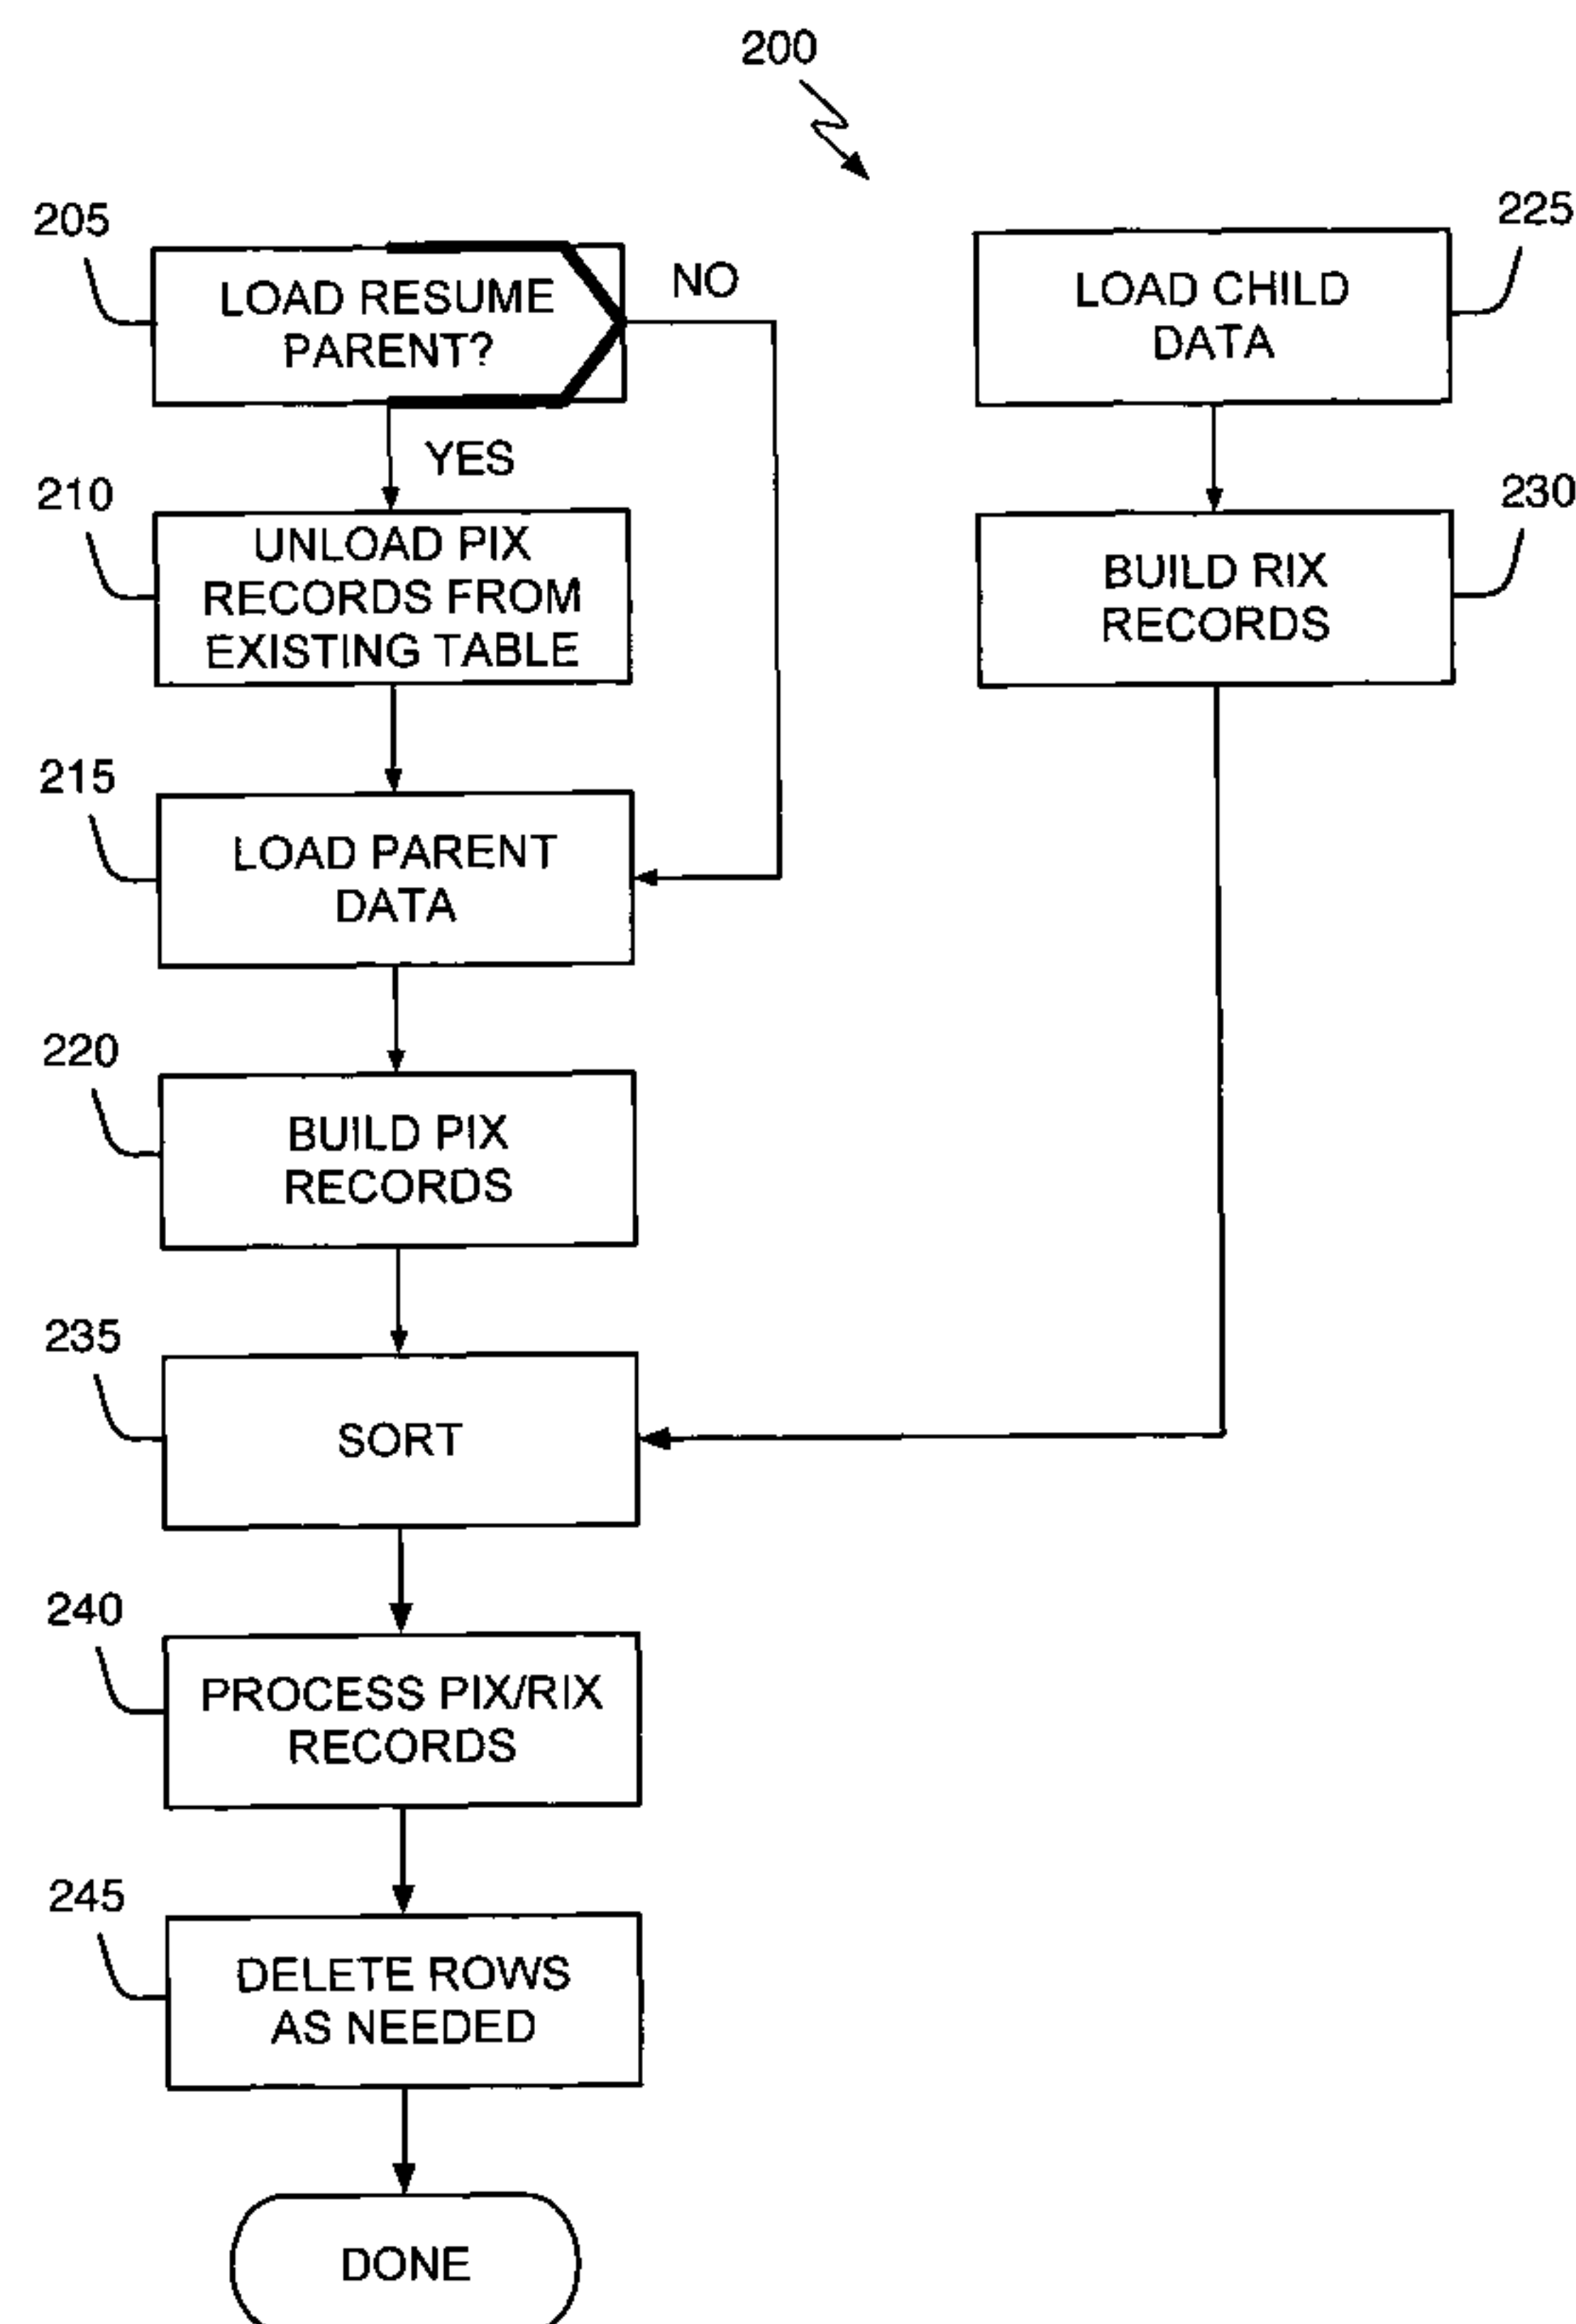 200
205
LOAD RESUME
PARENT?
NO
YES
210
UNLOAD PIX
RECORDS FROM
EXISTING TABLE
215
LOAD PARENT
DATA
220
BUILD PIX
RECORDS
225
LOAD CHILD
DATA
230
BUILD RIX
RECORDS
235
SORT
240
PROCESS PIX/RIX
RECORDS
245
DELETE ROWS
AS NEEDED
DONE